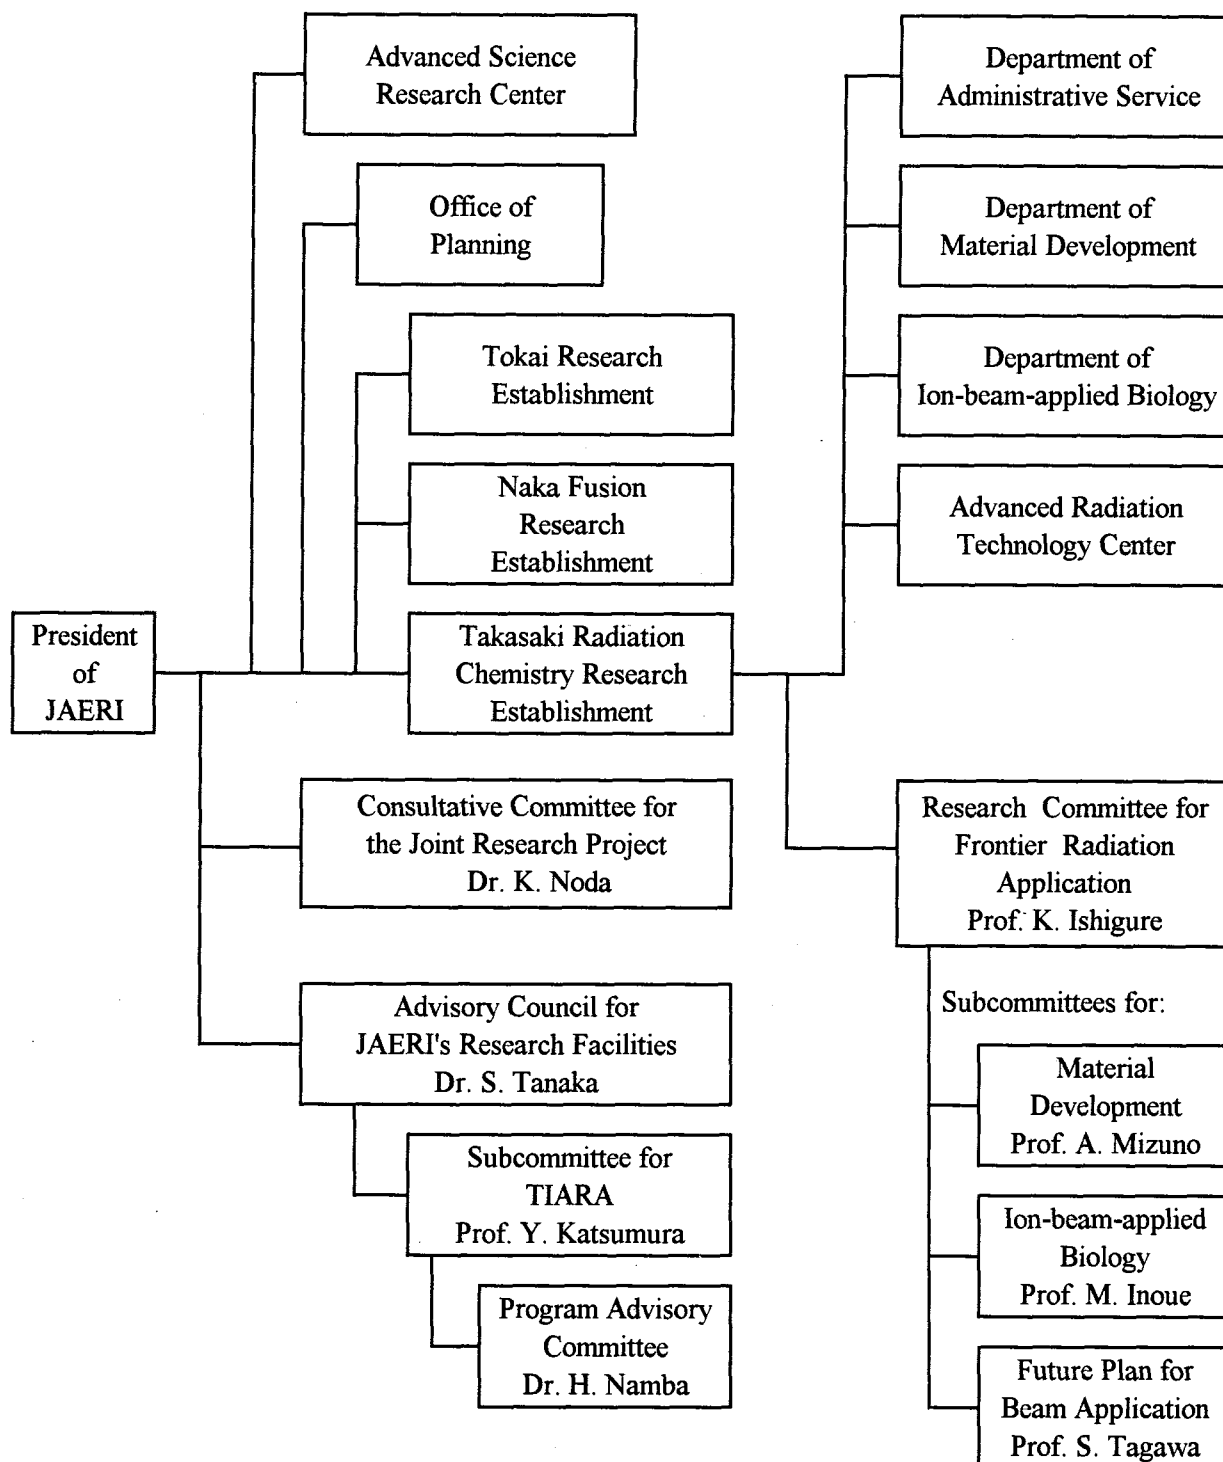 Advanced Science
Research Center
Office of
Planning
Tokai Research
Establishment
Naka Fusion
Research
Establishment
President
of
JAERI
Takasaki Radiation
Chemistry Research
Establishment
Consultative Committee for
the Joint Research Project
Dr. K. Noda
Advisory Council for
JAERI's Research Facilities
Dr. S. Tanaka
Subcommittee for
TIARA
Prof. Y. Katsumura
Program Advisory
Committee
Dr. H. Namba
Department of
Administrative Service
Department of
Material Development
Department of
Ion-beam-applied Biology
Advanced Radiation
Technology Center
Research Committee for
Frontier Radiation
Application
Prof. K. Ishigure
Subcommittees for:
Material
Development
Prof. A. Mizuno
Ion-beam-applied
Biology
Prof. M. Inoue
Future Plan for
Beam Application
Prof. S. Tagawa